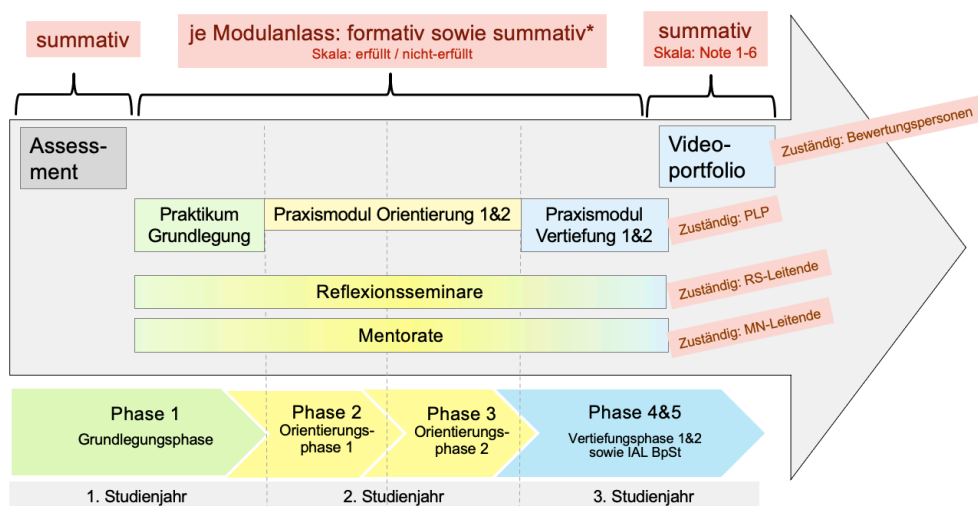 summativ
je Modulanlass: formativ sowie summativ*
Skala: erfüllt / nicht-erfüllt
summativ
Skala: Note 1-6
Assess-
ment
Video-
portfolio
Zuständig: Bewertungspersonen
Praktikum
Grundlegung
Praxismodul Orientierung 1&2
Praxismodul
Vertiefung 1&2
Zuständig: PLP
Reflexionsseminare
Zuständig: RS-Leitende
Mentorate
Zuständig: MN-Leitende
Phase 1
Grundlegungsphase
Phase 2
Orientierungs-
phase 1
Phase 3
Orientierungs-
phase 2
Phase 4&5
Vertiefungphase 1&2
sowie IAL BpSt
1. Studienjahr
2. Studienjahr
3. Studienjahr